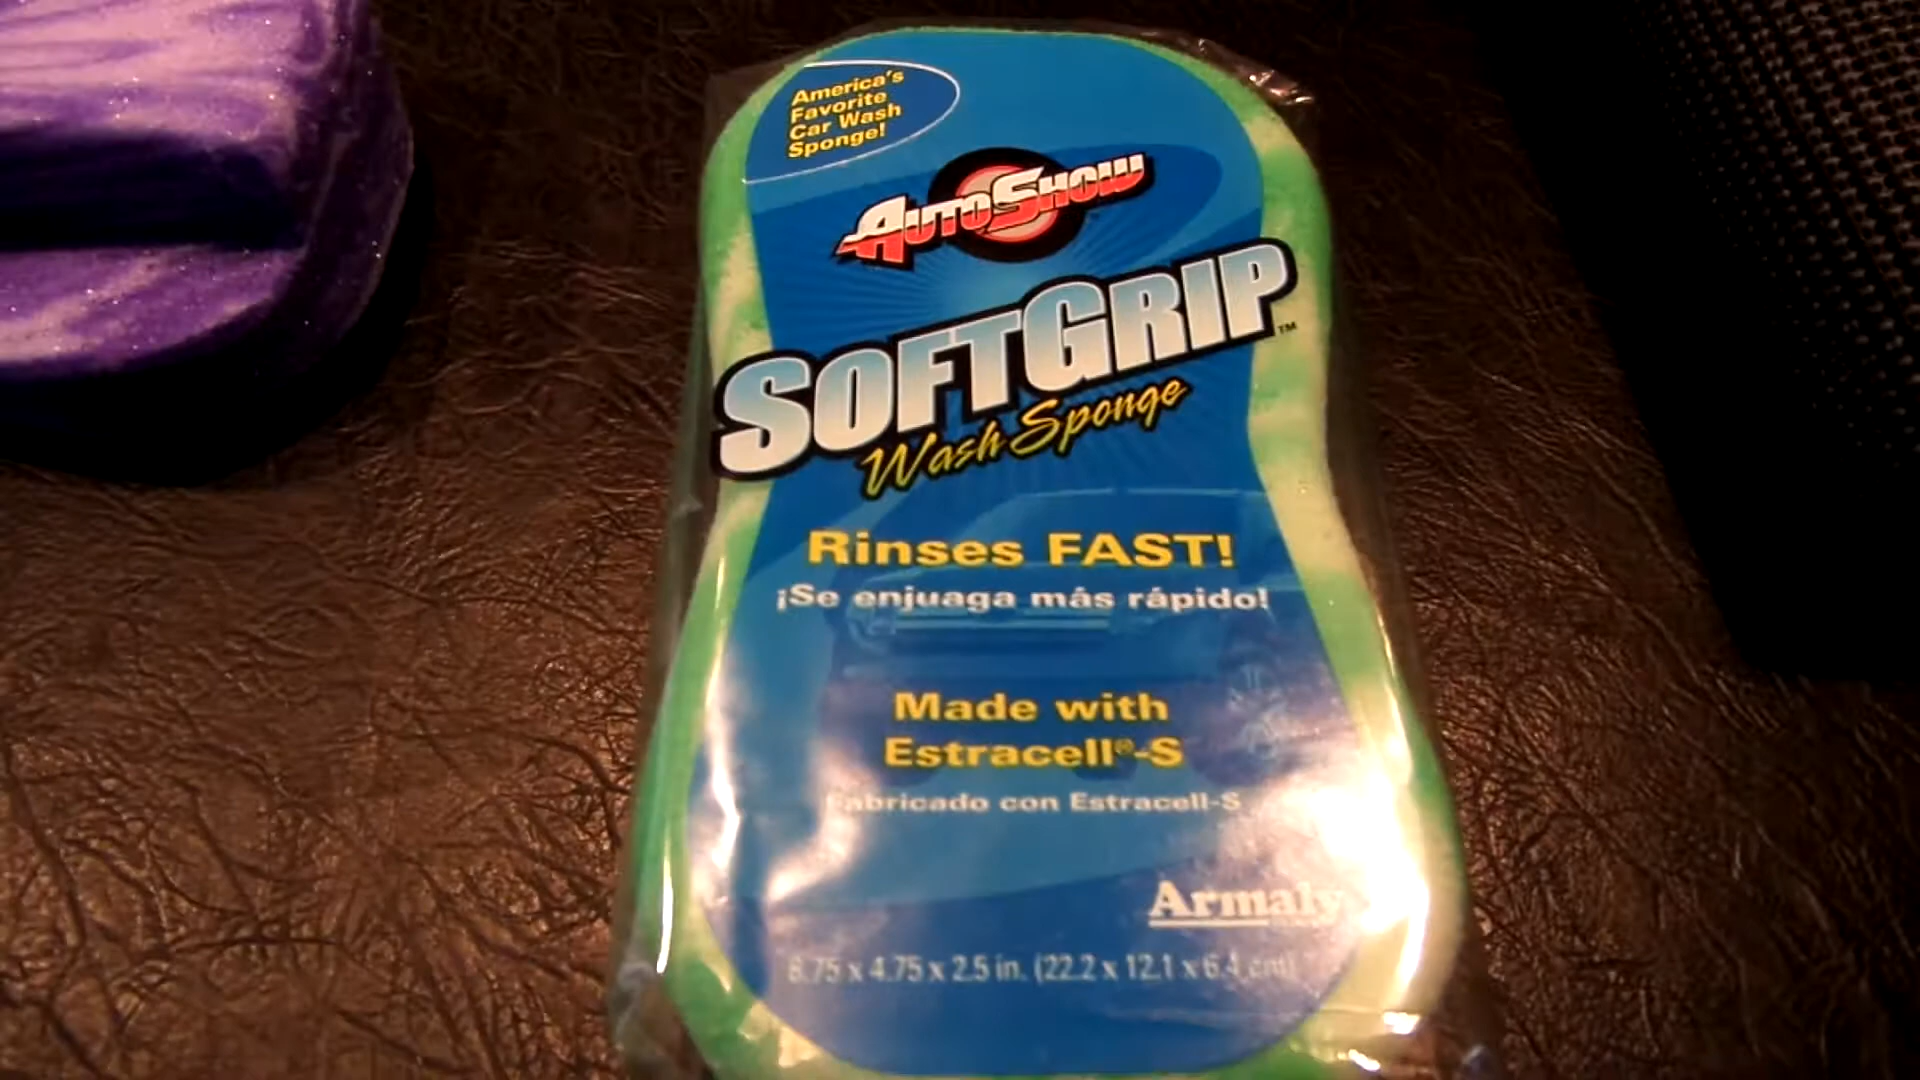 America's
Favorite
Car Wash
Sponge!
AUTOSHOW
SOFTGRIP™
Wash Sponge
Rinses FAST!
¡Se enjuaga más rápido!
Made with
Estracell®-S
Fabricado con Estracell-S
Armaly
8.75 x 4.75 x 2.5 in. (22.2 x 12.1 x 6.4 cm)